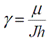 γ = μ / Jh